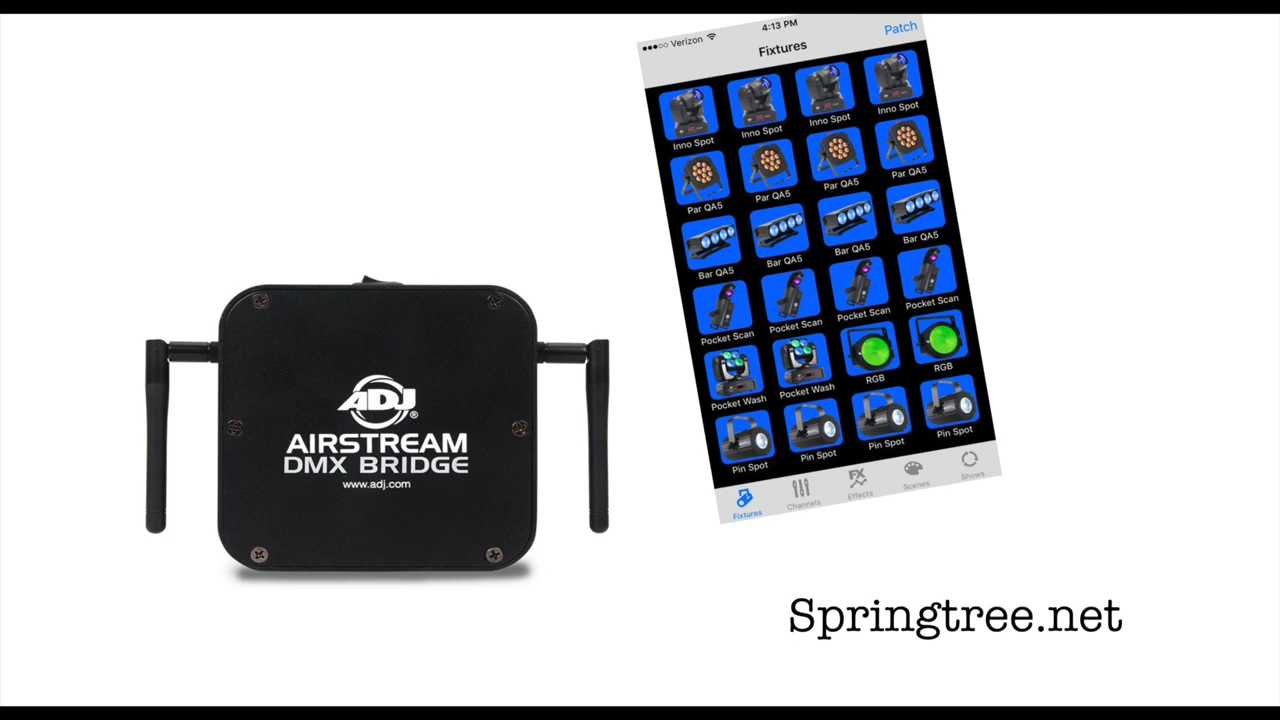 Verizon 4:13 PM
Fixtures
Patch
Inno Spot Inno Spot Inno Spot Inno Spot
Par QA5 Par QA5 Par QA5 Par QA5
Bar QA5 Bar QA5 Bar QA5 Bar QA5
Pocket Scan Pocket Scan Pocket Scan Pocket Scan
Pocket Wash Pocket Wash RGB RGB
Pin Spot Pin Spot Pin Spot Pin Spot
FX
Fixtures Channels Effects Scenes Shows
ADJ®
AIRSTREAM
DMX BRIDGE
www.adj.com
Springtree.net